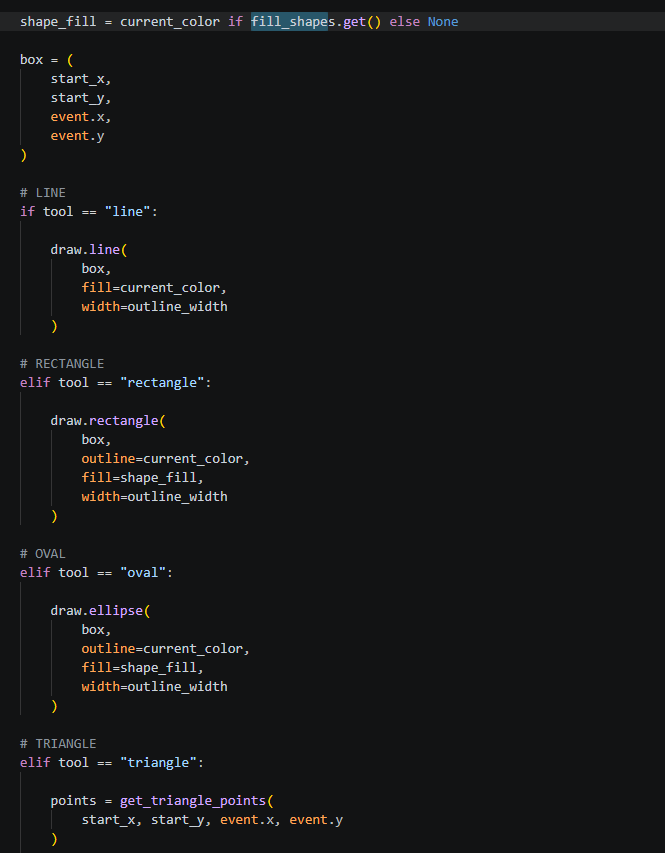 shape_fill = current_color if fill_shapes.get() else None
box = (
    start_x,
    start_y,
    event.x,
    event.y
)
# LINE
if tool == "line":
    draw.line(
        box,
        fill=current_color,
        width=outline_width
    )
# RECTANGLE
elif tool == "rectangle":
    draw.rectangle(
        box,
        outline=current_color,
        fill=shape_fill,
        width=outline_width
    )
# OVAL
elif tool == "oval":
    draw.ellipse(
        box,
        outline=current_color,
        fill=shape_fill,
        width=outline_width
    )
# TRIANGLE
elif tool == "triangle":
    points = get_triangle_points(
        start_x, start_y, event.x, event.y
    )